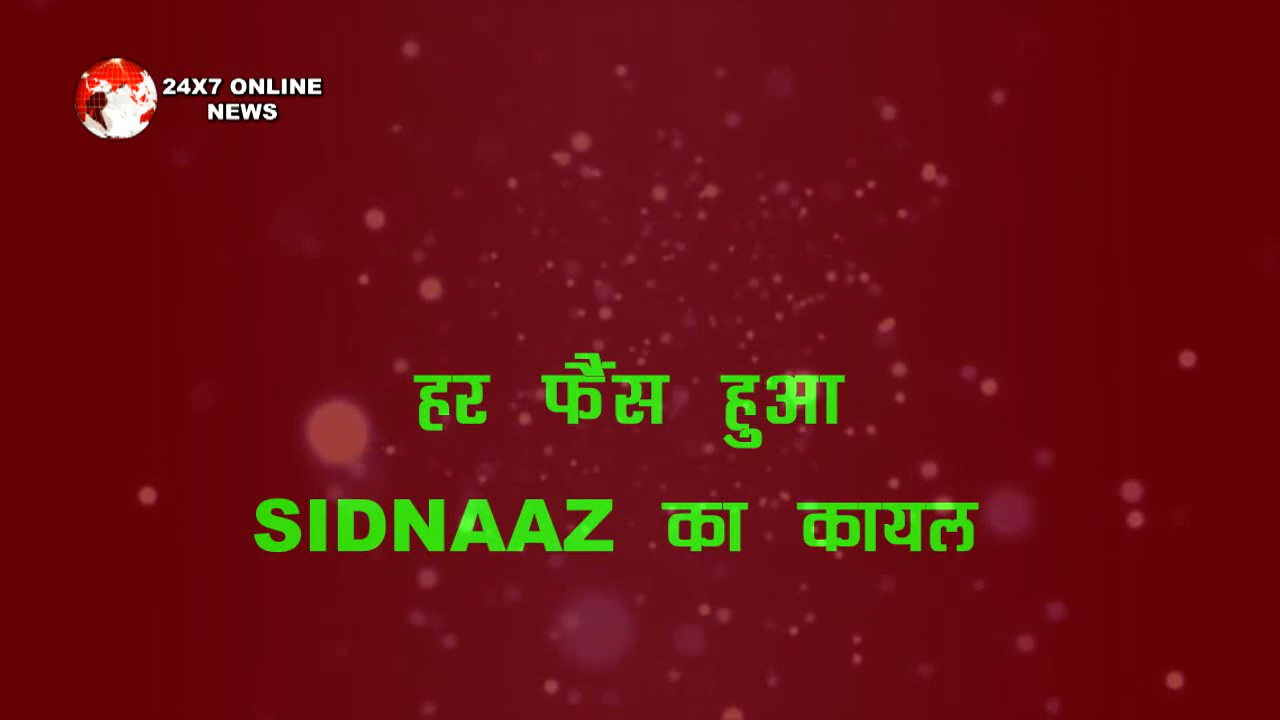 24X7 ONLINE
NEWS
हर फैंस हुआ
SIDNAAZ का कायल